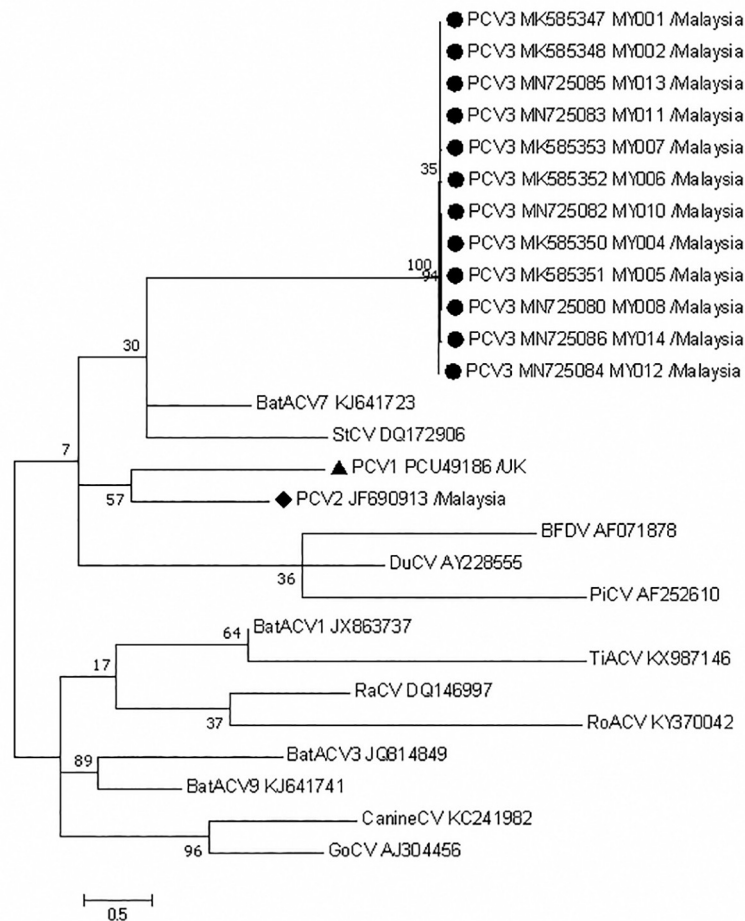 PCV3 MK585347 MY001 /Malaysia
PCV3 MK585348 MY002 /Malaysia
PCV3 MN725085 MY013 /Malaysia
PCV3 MN725083 MY011 /Malaysia
PCV3 MK585353 MY007 /Malaysia
35
PCV3 MK585352 MY006 /Malaysia
PCV3 MN725082 MY010 /Malaysia
PCV3 MK585350 MY004 /Malaysia
100
94
PCV3 MK585351 MY005 /Malaysia
PCV3 MN725080 MY008 /Malaysia
PCV3 MN725086 MY014 /Malaysia
30
PCV3 MN725084 MY012 /Malaysia
BatACV7 KJ641723
StCV DQ172906
7
PCV1 PCU49186 /UK
57
PCV2 JF690913 /Malaysia
BFDV AF071878
DuCV AY228555
36
PiCV AF252610
BatACV1 JX863737
64
TiACV KX987146
17
RaCV DQ146997
37
RoACV KY370042
BatACV3 JQ814849
89
BatACV9 KJ641741
CanineCV KC241982
96
GoCV AJ304456
0.5